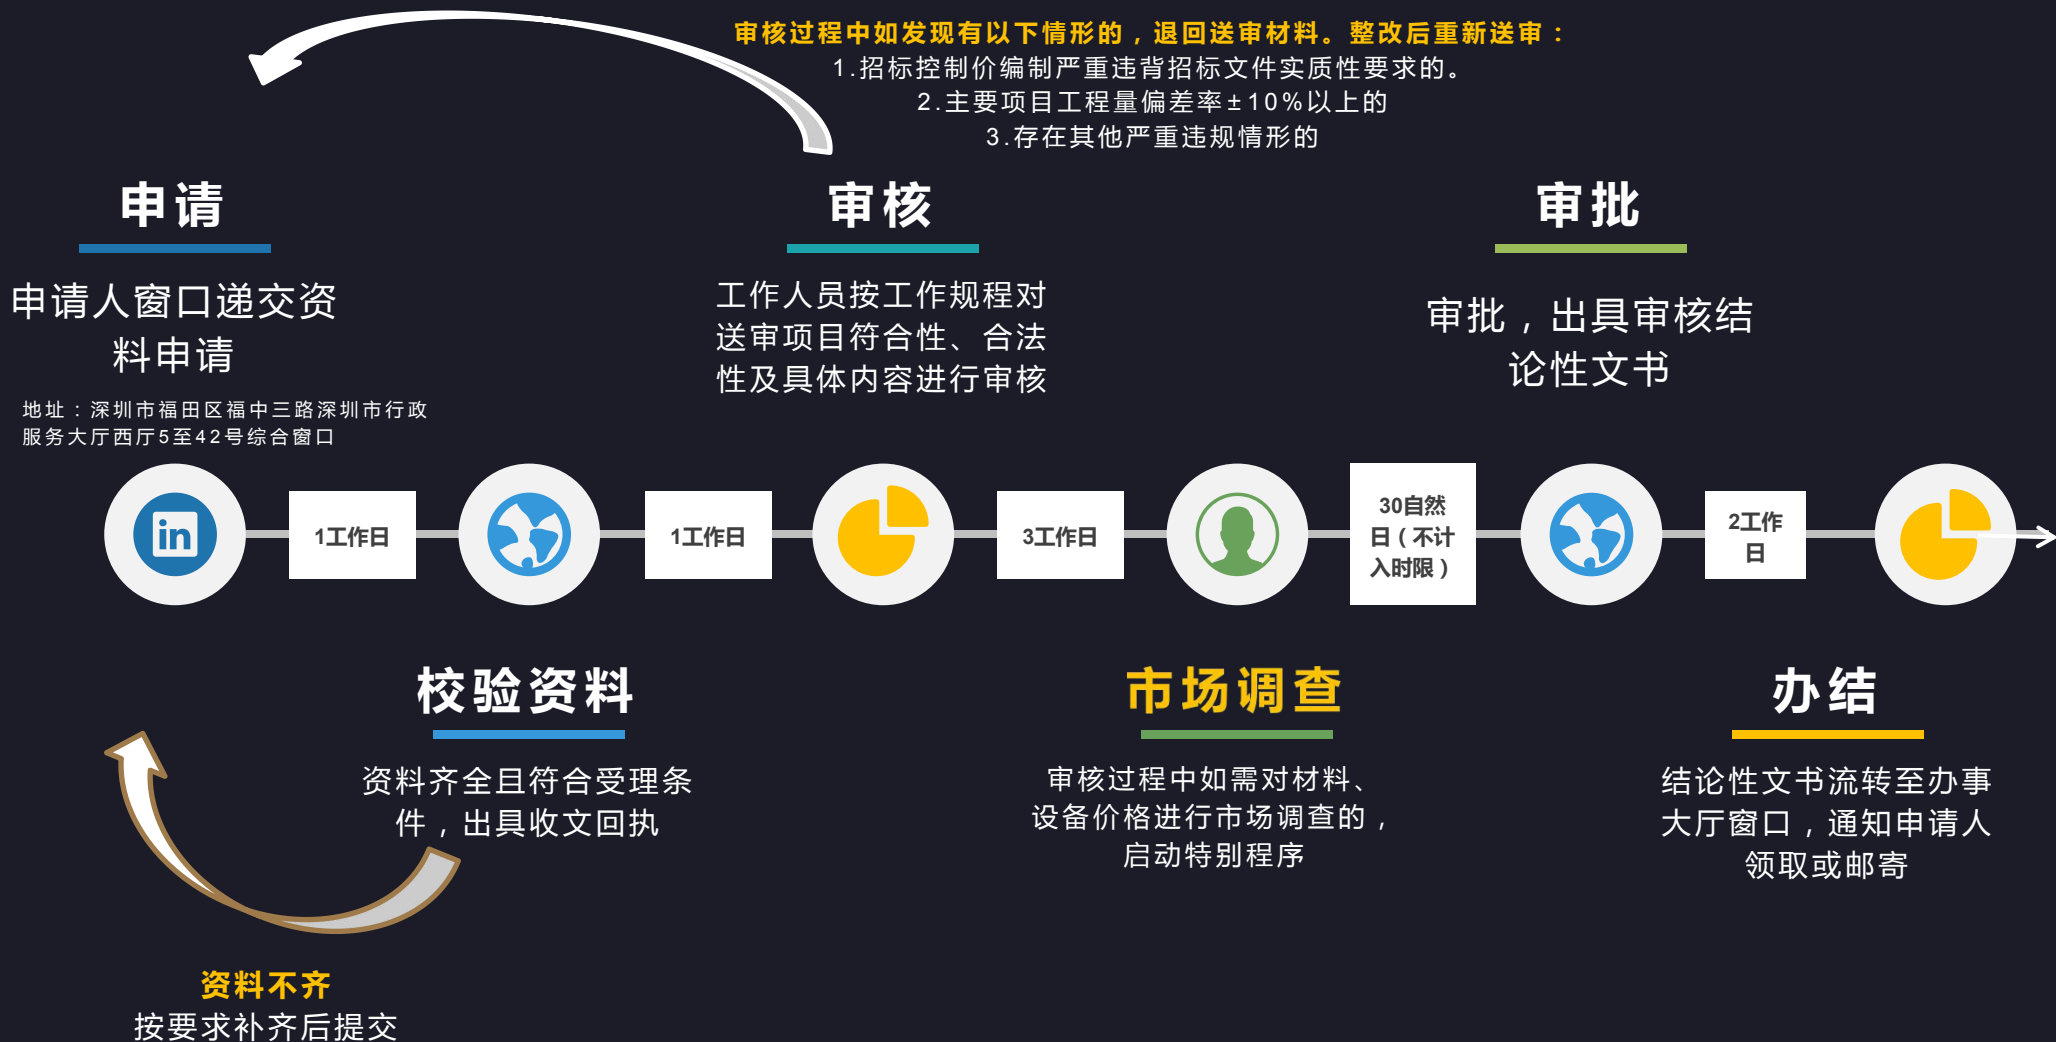 审核过程中如发现有以下情形的，退回送审材料。整改后重新送审：
1.招标控制价编制严重违背招标文件实质性要求的。
2.主要项目工程量偏差率±10%以上的
3.存在其他严重违规情形的
申请
申请人窗口递交资
料申请
地址：深圳市福田区福中三路深圳市行政
服务大厅西厅5至42号综合窗口
审核
工作人员按工作规程对
送审项目符合性、合法
性及具体内容进行审核
审批
审批，出具审核结
论性文书
in
1工作日
1工作日
3工作日
30自然
日（不计
入时限）
2工作
日
校验资料
资料齐全且符合受理条
件，出具收文回执
市场调查
审核过程中如需对材料、
设备价格进行市场调查的，
启动特别程序
办结
结论性文书流转至办事
大厅窗口，通知申请人
领取或邮寄
资料不齐
按要求补齐后提交